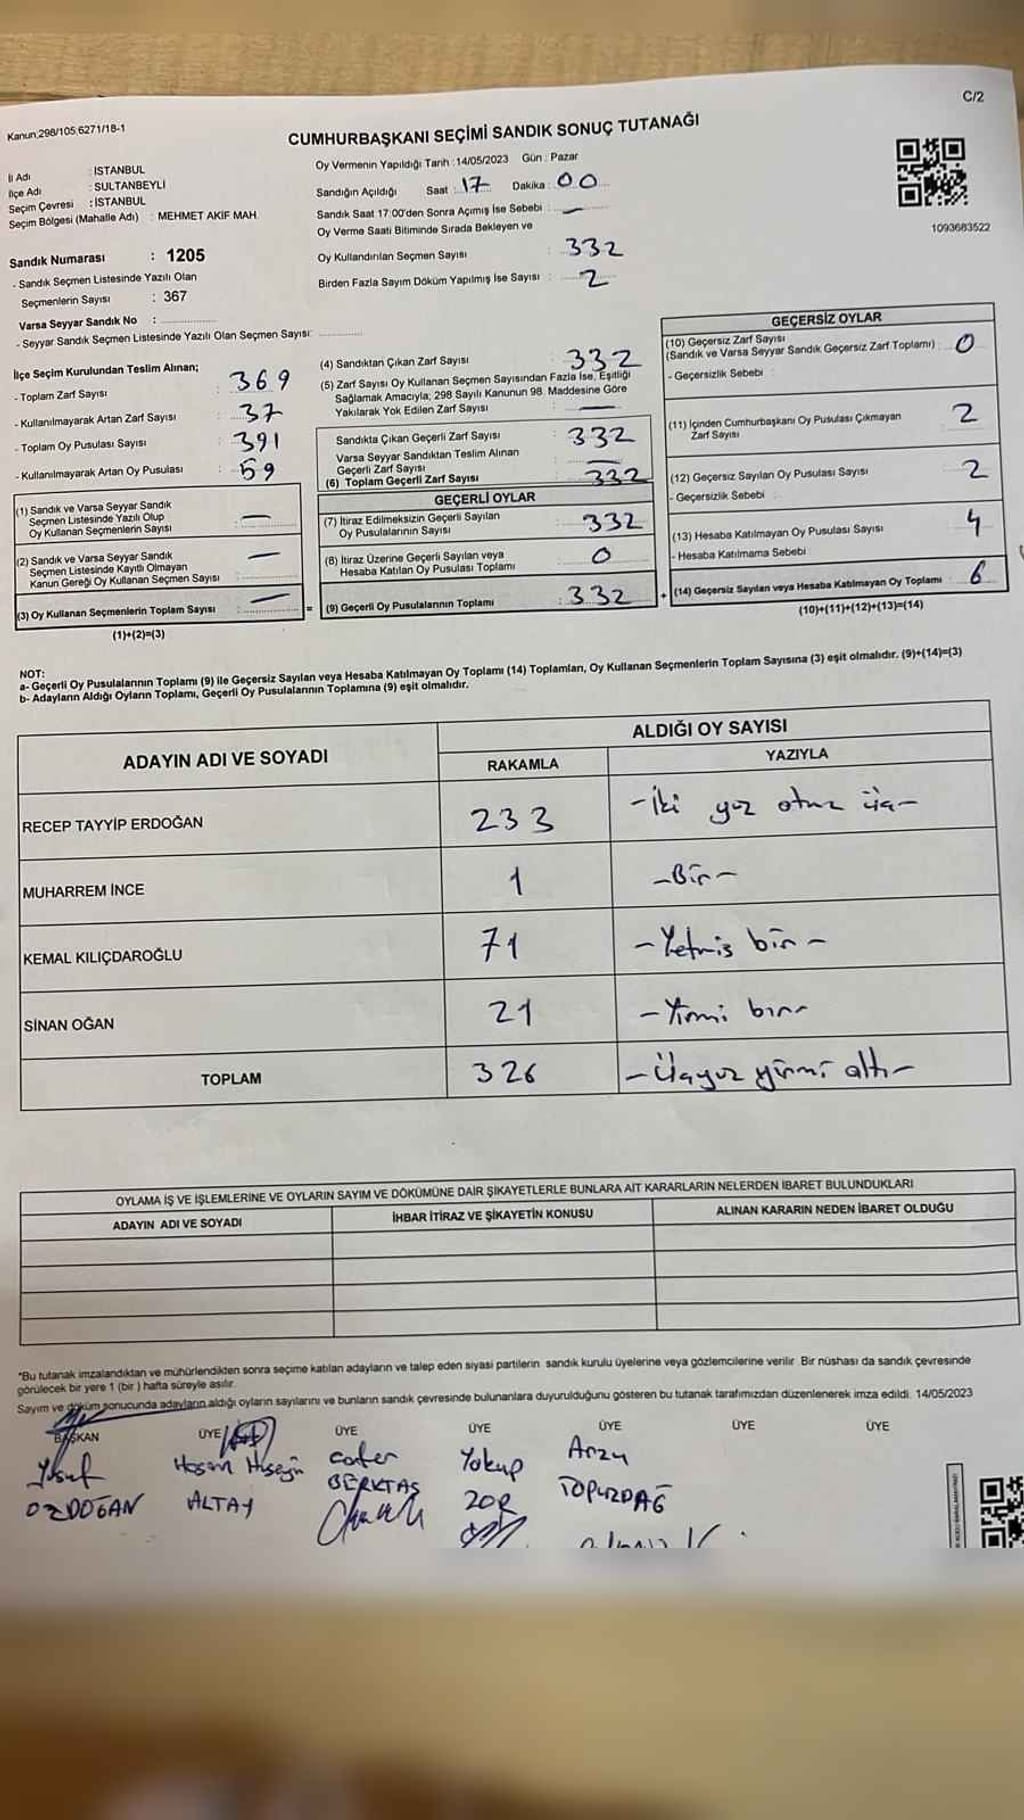 C/2
Kanun,298/105,6271/18-1
CUMHURBAŞKANI SEÇİMİ SANDIK SONUÇ TUTANAĞI
İl Adı : İSTANBUL
İlçe Adı : SULTANBEYLİ
Seçim Çevresi : İSTANBUL
Seçim Bölgesi (Mahalle Adı) : MEHMET AKİF MAH.
Sandık Numarası : 1205
- Sandık Seçmen Listesinde Yazılı Olan
Seçmenlerin Sayısı : 367
Varsa Seyyar Sandık No :
- Seyyar Sandık Seçmen Listesinde Yazılı Olan Seçmen Sayısı:
Oy Vermenin Yapıldığı Tarih :14/05/2023 Gün : Pazar
Sandığın Açıldığı Saat : 17 Dakika : 00
Sandık Saat 17:00'den Sonra Açımış İse Sebebi : —
Oy Verme Saati Bitiminde Sırada Bekleyen ve
Oy Kullandırılan Seçmen Sayısı : 332
Birden Fazla Sayım Döküm Yapılmış İse Sayısı : 2
1093683522
İlçe Seçim Kurulundan Teslim Alınan;
- Toplam Zarf Sayısı : 369
- Kullanılmayarak Artan Zarf Sayısı : 37
- Toplam Oy Pusulası Sayısı : 391
- Kullanılmayarak Artan Oy Pusulası : 59
(1) Sandık ve Varsa Seyyar Sandık
Seçmen Listesinde Yazılı Olup
Oy Kullanan Seçmenlerin Sayısı : —
(2) Sandık ve Varsa Seyyar Sandık
Seçmen Listesinde Kayıtlı Olmayan
Kanun Gereği Oy Kullanan Seçmen Sayısı : —
(3) Oy Kullanan Seçmenlerin Toplam Sayısı : —
(1)+(2)=(3)
(4) Sandıktan Çıkan Zarf Sayısı : 332
(5) Zarf Sayısı Oy Kullanan Seçmen Sayısından Fazla İse, Eşitliği
Sağlamak Amacıyla; 298 Sayılı Kanunun 98. Maddesine Göre
Yakılarak Yok Edilen Zarf Sayısı : —
Sandıkta Çıkan Geçerli Zarf Sayısı : 332
Varsa Seyyar Sandıktan Teslim Alınan
Geçerli Zarf Sayısı : —
(6) Toplam Geçerli Zarf Sayısı : 332
GEÇERLİ OYLAR
(7) İtiraz Edilmeksizin Geçerli Sayılan
Oy Pusulalarının Sayısı : 332
(8) İtiraz Üzerine Geçerli Sayılan veya
Hesaba Katılan Oy Pusulası Toplamı : 0
= (9) Geçerli Oy Pusulalarının Toplamı : 332
GEÇERSİZ OYLAR
(10) Geçersiz Zarf Sayısı
(Sandık ve Varsa Seyyar Sandık Geçersiz Zarf Toplamı) : 0
- Geçersizlik Sebebi :
(11) İçinden Cumhurbaşkanı Oy Pusulası Çıkmayan
Zarf Sayısı : 2
(12) Geçersiz Sayılan Oy Pusulası Sayısı : 2
- Geçersizlik Sebebi :
(13) Hesaba Katılmayan Oy Pusulası Sayısı : 4
- Hesaba Katılmama Sebebi :
+ (14) Geçersiz Sayılan veya Hesaba Katılmayan Oy Toplamı : 6
(10)+(11)+(12)+(13)=(14)
NOT:
a- Geçerli Oy Pusulalarının Toplamı (9) ile Geçersiz Sayılan veya Hesaba Katılmayan Oy Toplamı (14) Toplamları, Oy Kullanan Seçmenlerin Toplam Sayısına (3) eşit olmalıdır. (9)+(14)=(3)
b- Adayların Aldığı Oyların Toplamı, Geçerli Oy Pusulalarının Toplamına (9) eşit olmalıdır.
ADAYIN ADI VE SOYADI
ALDIĞI OY SAYISI
RAKAMLA YAZIYLA
RECEP TAYYİP ERDOĞAN 233 -İki yüz otuz üç-
MUHARREM İNCE 1 -Bir-
KEMAL KILIÇDAROĞLU 71 -Yetmiş bir-
SİNAN OĞAN 21 -Yirmi bir-
TOPLAM 326 -Üçyüz yirmi altı-
OYLAMA İŞ VE İŞLEMLERİNE VE OYLARIN SAYIM VE DÖKÜMÜNE DAİR ŞİKAYETLERLE BUNLARA AİT KARARLARIN NELERDEN İBARET BULUNDUKLARI
ADAYIN ADI VE SOYADI İHBAR İTİRAZ VE ŞİKAYETİN KONUSU ALINAN KARARIN NEDEN İBARET OLDUĞU
*Bu tutanak imzalandıktan ve mühürlendikten sonra seçime katılan adayların ve talep eden siyasi partilerin sandık kurulu üyelerine veya gözlemcilerine verilir. Bir nüshası da sandık çevresinde
görülecek bir yere 1 (bir) hafta süreyle asılır.
Sayım ve döküm sonucunda adayların aldığı oyların sayılarını ve bunların sandık çevresinde bulunanlara duyurulduğunu gösteren bu tutanak tarafımızdan düzenlenerek imza edildi. 14/05/2023
BAŞKAN ÜYE ÜYE ÜYE ÜYE ÜYE ÜYE
Yusuf Hasan Hüseyin Cafer Yakup Arzu
ÖZDOĞAN ALTAY BERKTAŞ ZOR TOPUZDAĞ